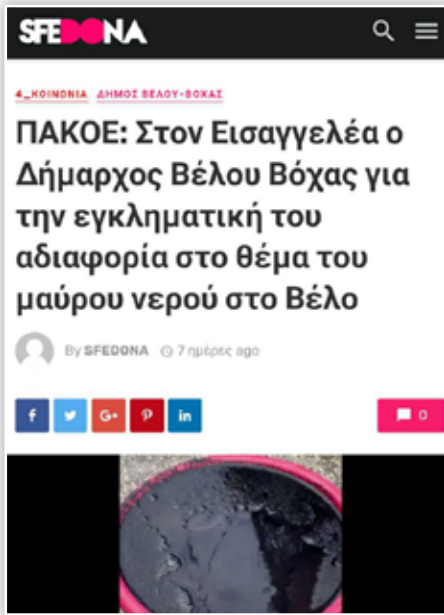 SFEDONA
4_ΚΟΙΝΩΝΙΑ ΔΗΜΟΣ ΒΕΛΟΥ-ΒΟΧΑΣ
ΠΑΚΟΕ: Στον Εισαγγελέα ο
Δήμαρχος Βέλου Βόχας για
την εγκληματική του
αδιαφορία στο θέμα του
μαύρου νερού στο Βέλο
By SFEDONA 7 ημέρες ago
f G+ in 0